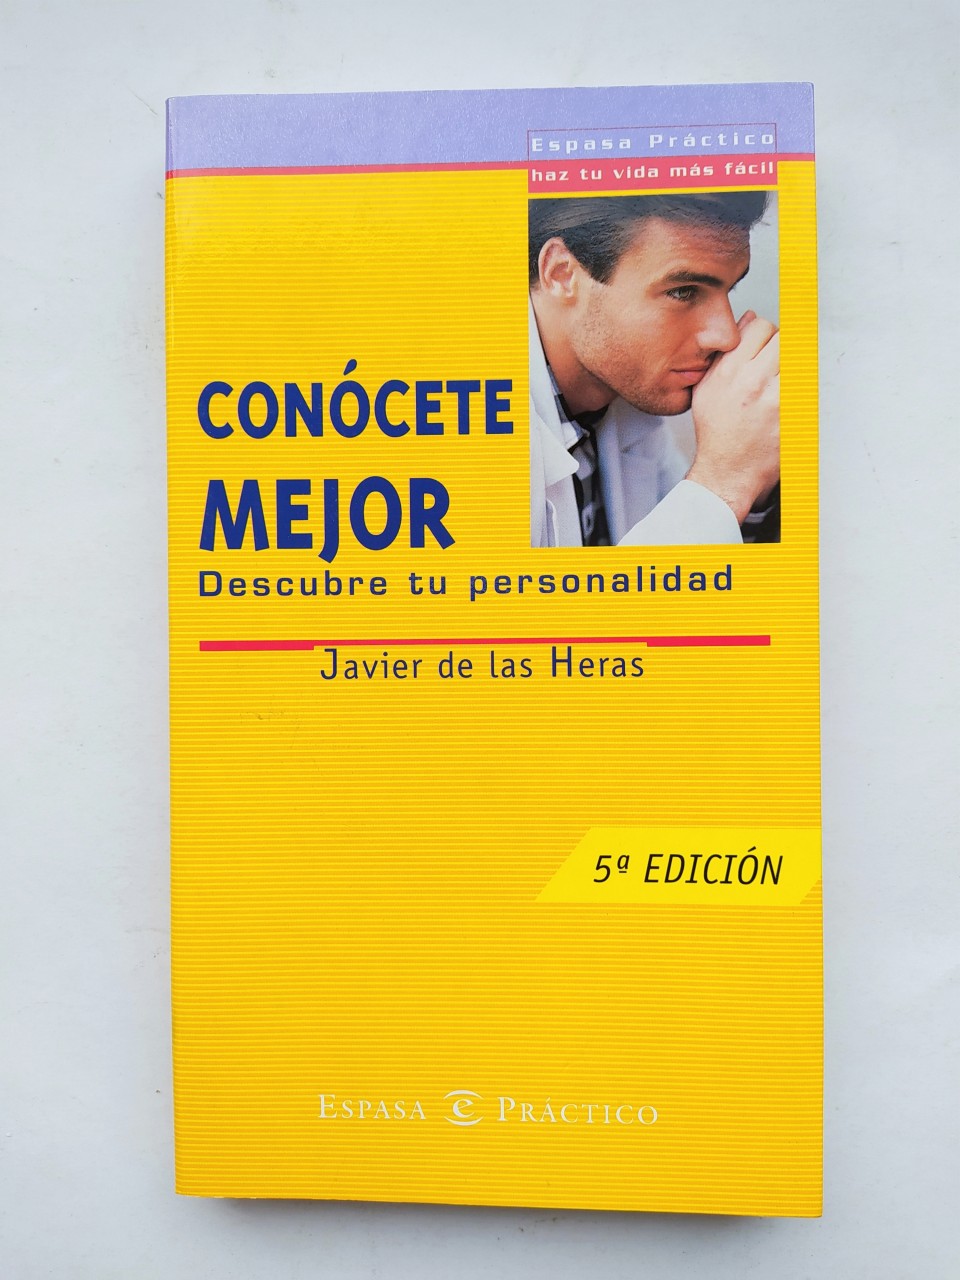 Espasa Práctico
haz tu vida más fácil
CONÓCETE
MEJOR
Descubre tu personalidad
Javier de las Heras
5ª EDICIÓN
ESPASA e PRÁCTICO